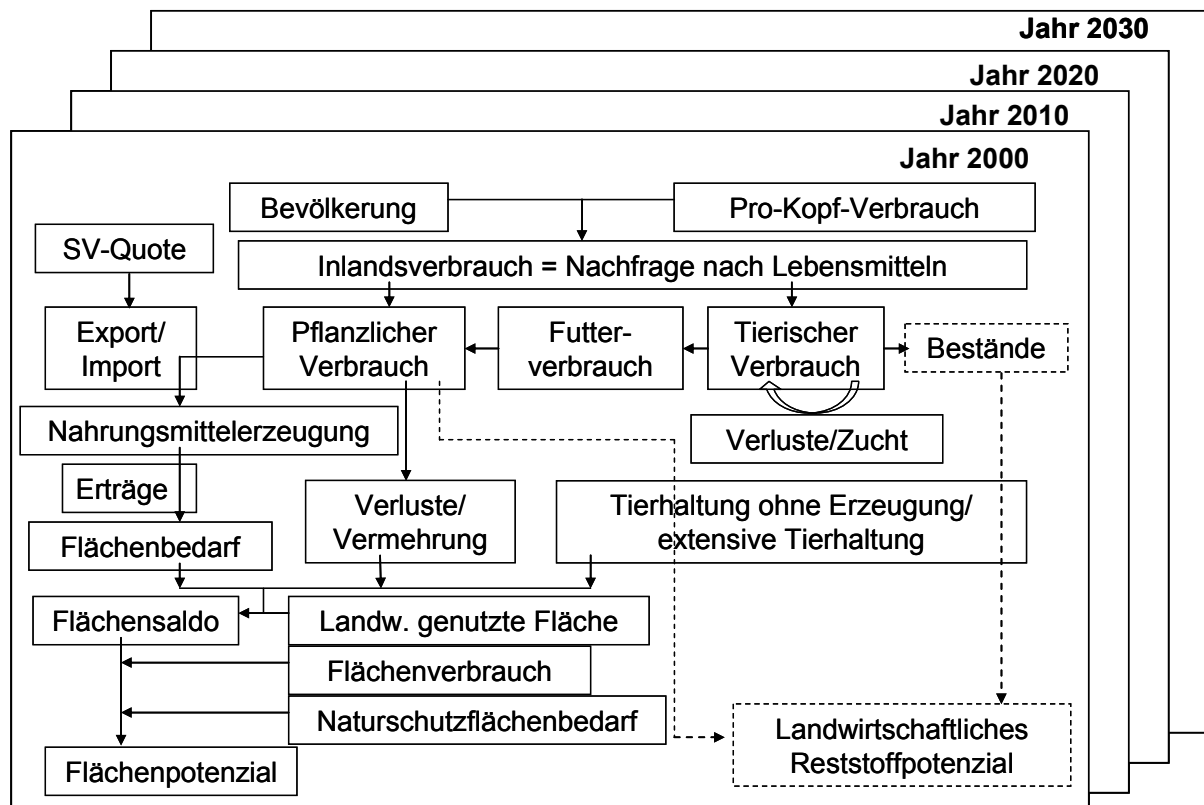 Jahr 2030
Jahr 2020
Jahr 2010
Jahr 2000
Bevölkerung
Pro-Kopf-Verbrauch
SV-Quote
Inlandsverbrauch = Nachfrage nach Lebensmitteln
Export/
Import
Pflanzlicher
Verbrauch
Futter-
verbrauch
Tierischer
Verbrauch
Bestände
Nahrungsmittelerzeugung
Verluste/Zucht
Erträge
Verluste/
Vermehrung
Tierhaltung ohne Erzeugung/
extensive Tierhaltung
Flächenbedarf
Flächensaldo
Landw. genutzte Fläche
Flächenverbrauch
Naturschutzflächenbedarf
Flächenpotenzial
Landwirtschaftliches
Reststoffpotenzial